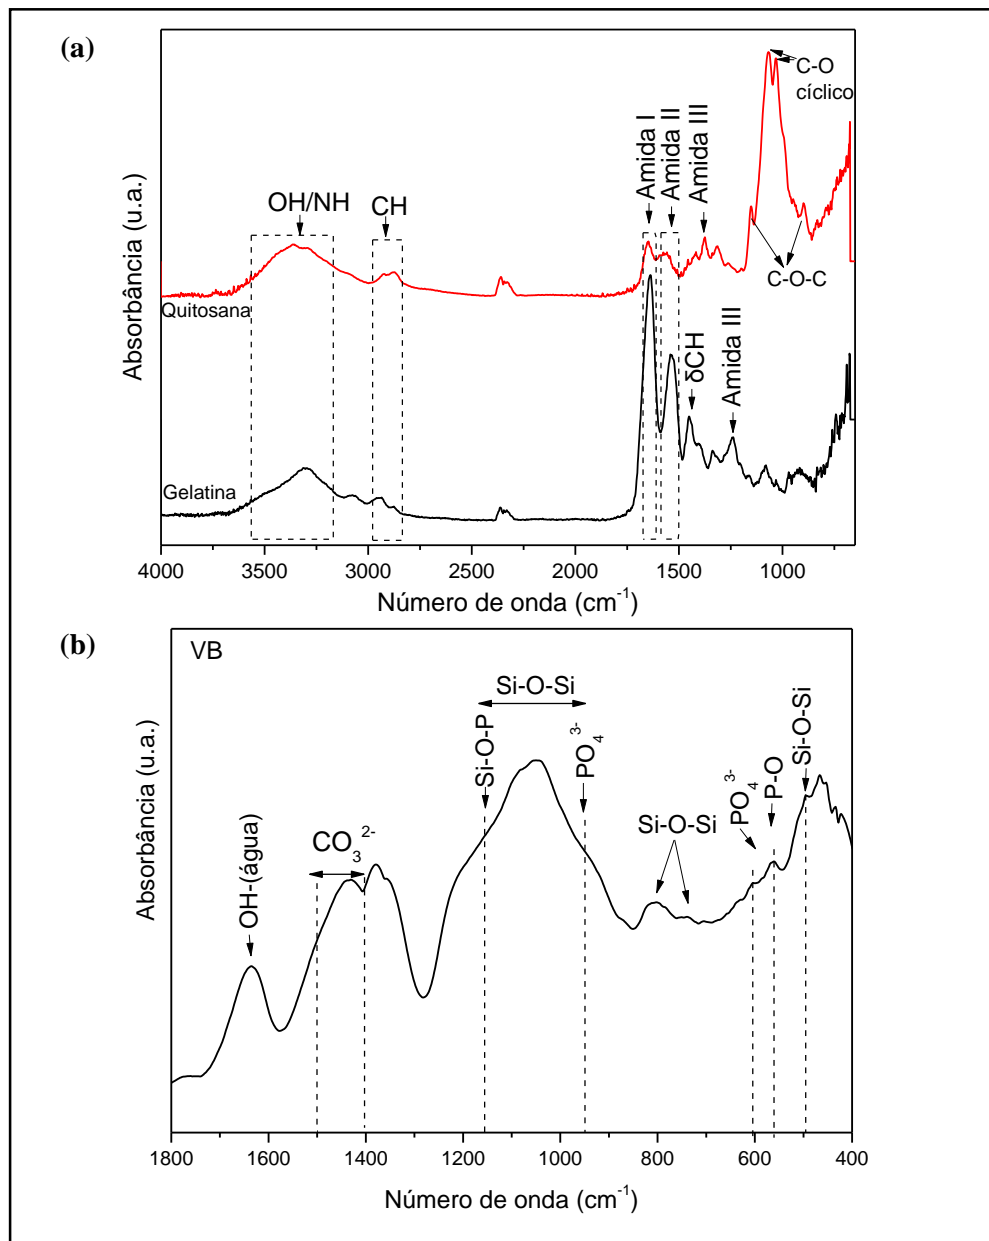 (a)
Absorbância (u.a.)
OH/NH
CH
Amida I
Amida II
Amida III
C-O
cíclico
C-O-C
Quitosana
δCH
Amida III
Gelatina
4000 3500 3000 2500 2000 1500 1000
Número de onda (cm⁻¹)
(b)
VB
Absorbância (u.a.)
OH-(água)
CO₃²⁻
Si-O-P
Si-O-Si
PO₄³⁻
Si-O-Si
PO₄³⁻
P-O
Si-O-Si
1800 1600 1400 1200 1000 800 600 400
Número de onda (cm⁻¹)